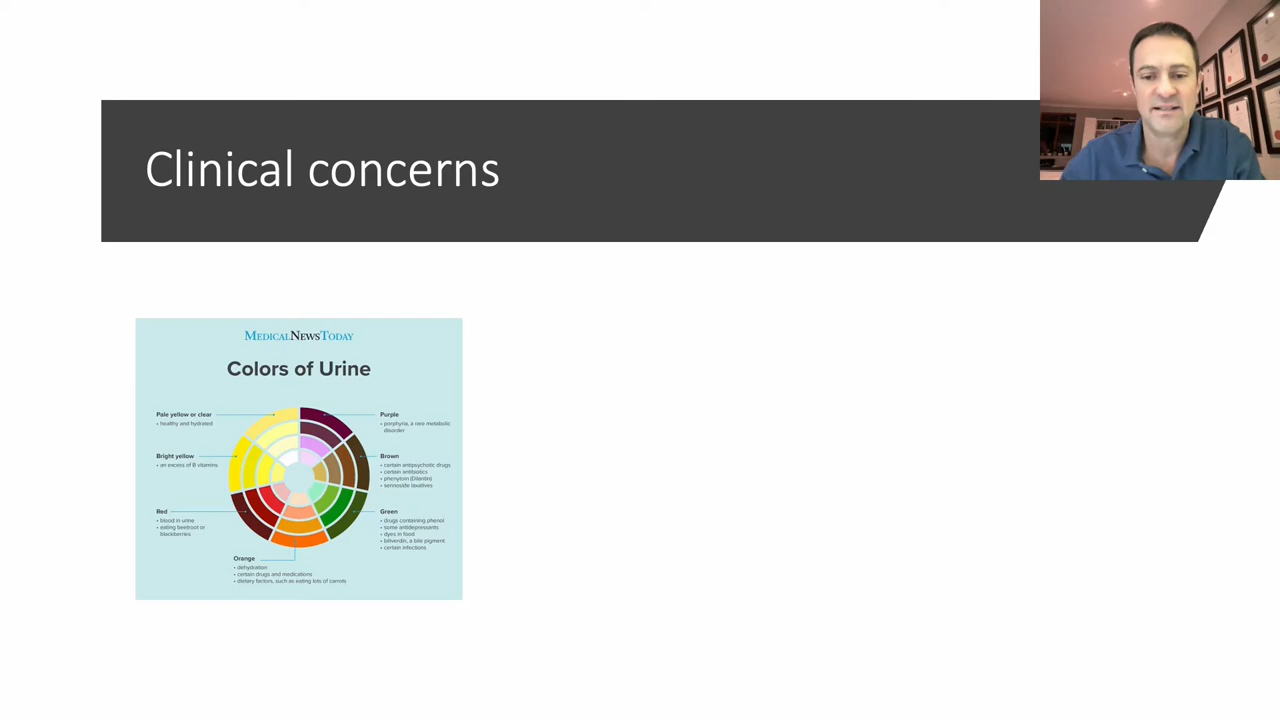 Clinical concerns
MEDICALNEWSTODAY
Colors of Urine
Pale yellow or clear
• healthy and hydrated
Bright yellow
• an excess of B vitamins
Red
• blood in urine
• eating beetroot or
blackberries
Orange
• dehydration
• certain drugs and medications
• dietary factors, such as eating lots of carrots
Purple
• porphyria, a rare metabolic
disorder
Brown
• certain antipsychotic drugs
• certain antibiotics
• phenytoin (Dilantin)
• sennoside laxatives
Green
• drugs containing phenol
• some antidepressants
• dyes in food
• biliverdin, a bile pigment
• certain infections